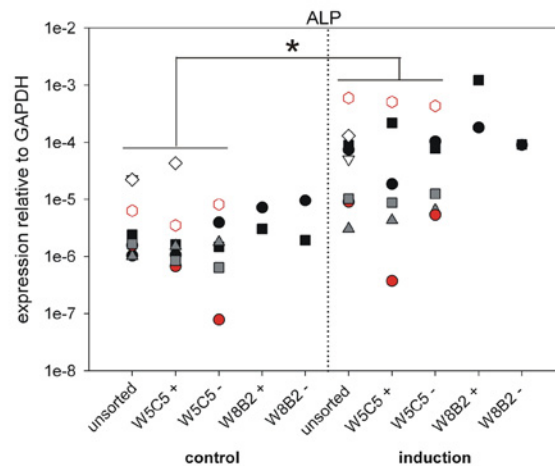 ALP
*
expression relative to GAPDH
1e-2
1e-3
1e-4
1e-5
1e-6
1e-7
1e-8
unsorted
W5C5 +
W5C5 -
W8B2 +
W8B2 -
unsorted
W5C5 +
W5C5 -
W8B2 +
W8B2 -
control
induction